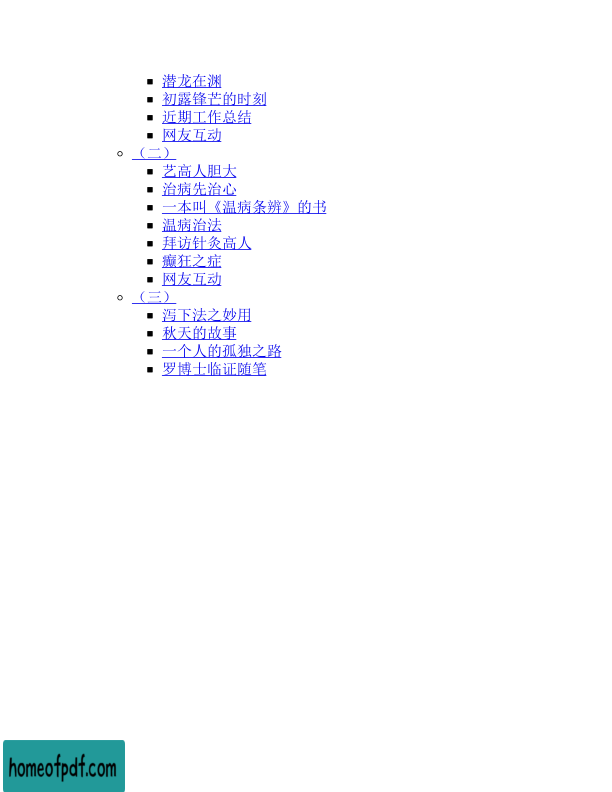 潜龙在渊
初露锋芒的时刻
近期工作总结
网友互动
（二）
艺高人胆大
治病先治心
一本叫《温病条辨》的书
温病治法
拜访针灸高人
癫狂之症
网友互动
（三）
泻下法之妙用
秋天的故事
一个人的孤独之路
罗博士临证随笔
homeofpdf.com